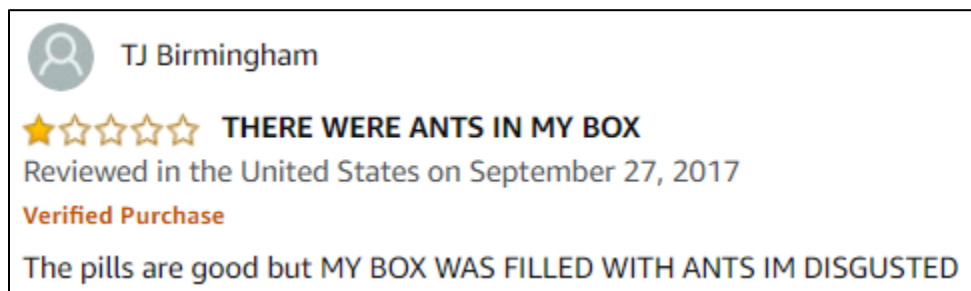 TJ Birmingham
THERE WERE ANTS IN MY BOX
Reviewed in the United States on September 27, 2017
Verified Purchase
The pills are good but MY BOX WAS FILLED WITH ANTS IM DISGUSTED